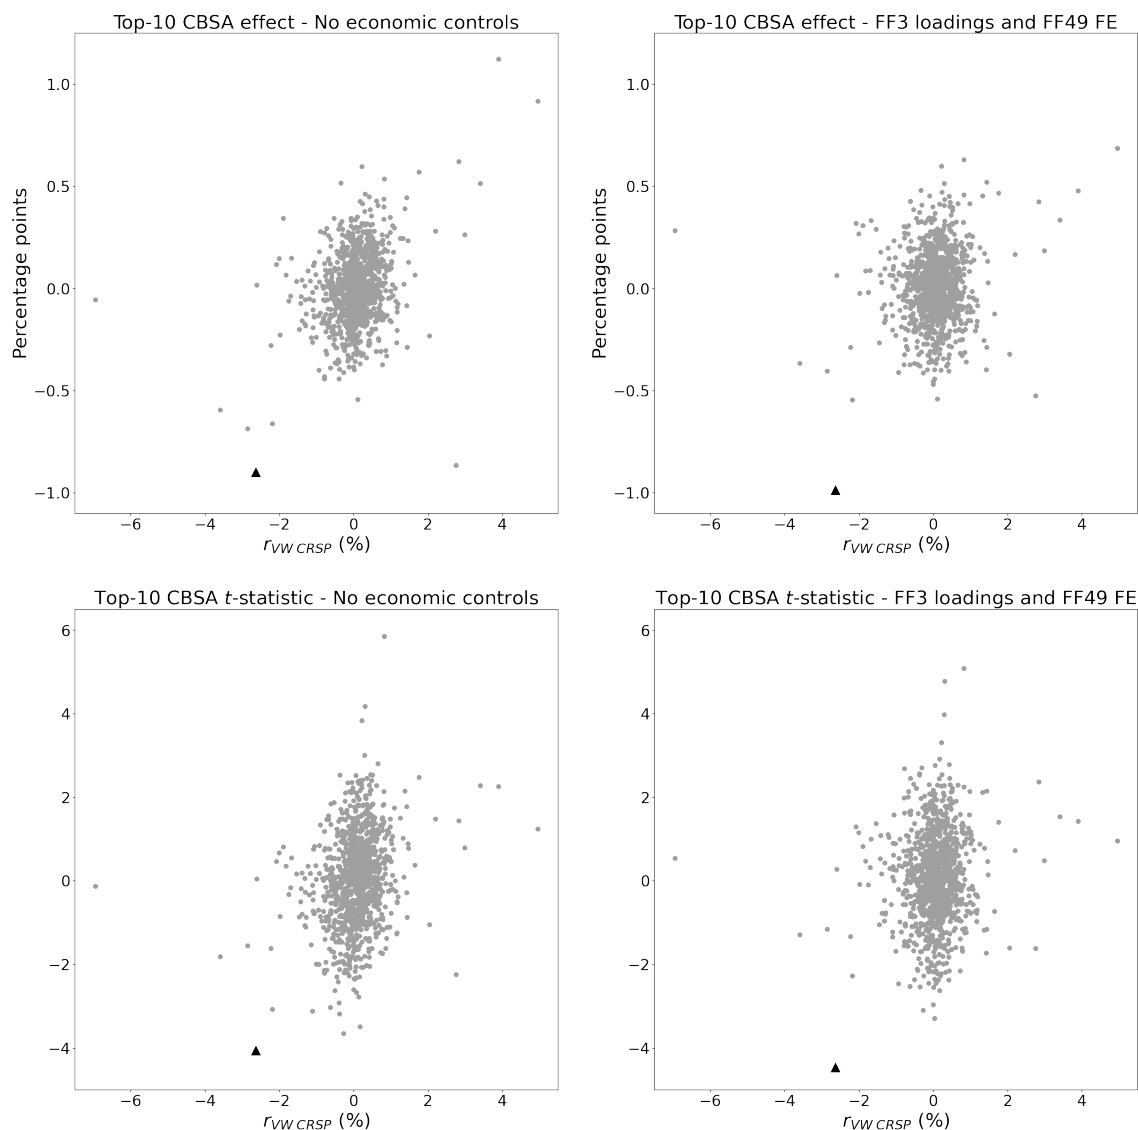 Top-10 CBSA effect - No economic controls
1.0
0.5
0.0
−0.5
−1.0
Percentage points
−6 −4 −2 0 2 4
r_VW CRSP (%)
Top-10 CBSA effect - FF3 loadings and FF49 FE
1.0
0.5
0.0
−0.5
−1.0
Percentage points
−6 −4 −2 0 2 4
r_VW CRSP (%)
Top-10 CBSA t-statistic - No economic controls
6
4
2
0
−2
−4
−6 −4 −2 0 2 4
r_VW CRSP (%)
Top-10 CBSA t-statistic - FF3 loadings and FF49 FE
6
4
2
0
−2
−4
−6 −4 −2 0 2 4
r_VW CRSP (%)